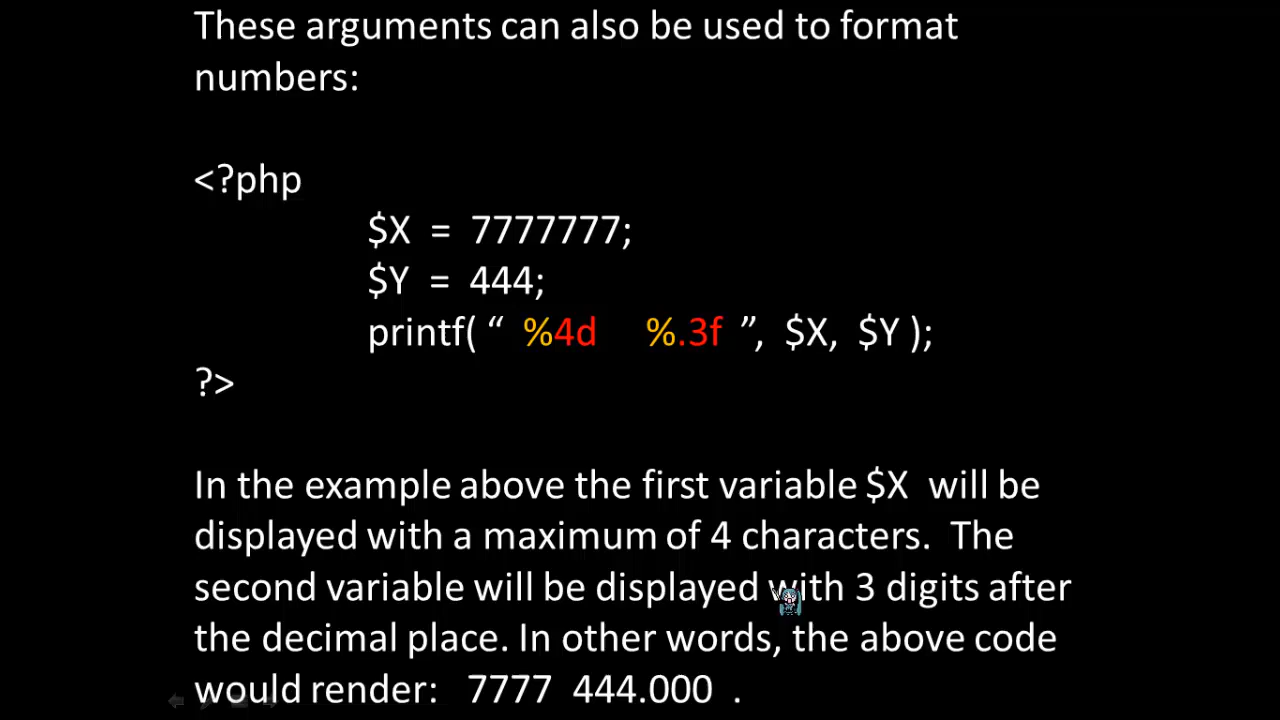 These arguments can also be used to format
numbers:
<?php
$X = 7777777;
$Y = 444;
printf( “ %4d %.3f ”, $X, $Y );
?>
In the example above the first variable $X will be
displayed with a maximum of 4 characters. The
second variable will be displayed with 3 digits after
the decimal place. In other words, the above code
would render: 7777 444.000 .